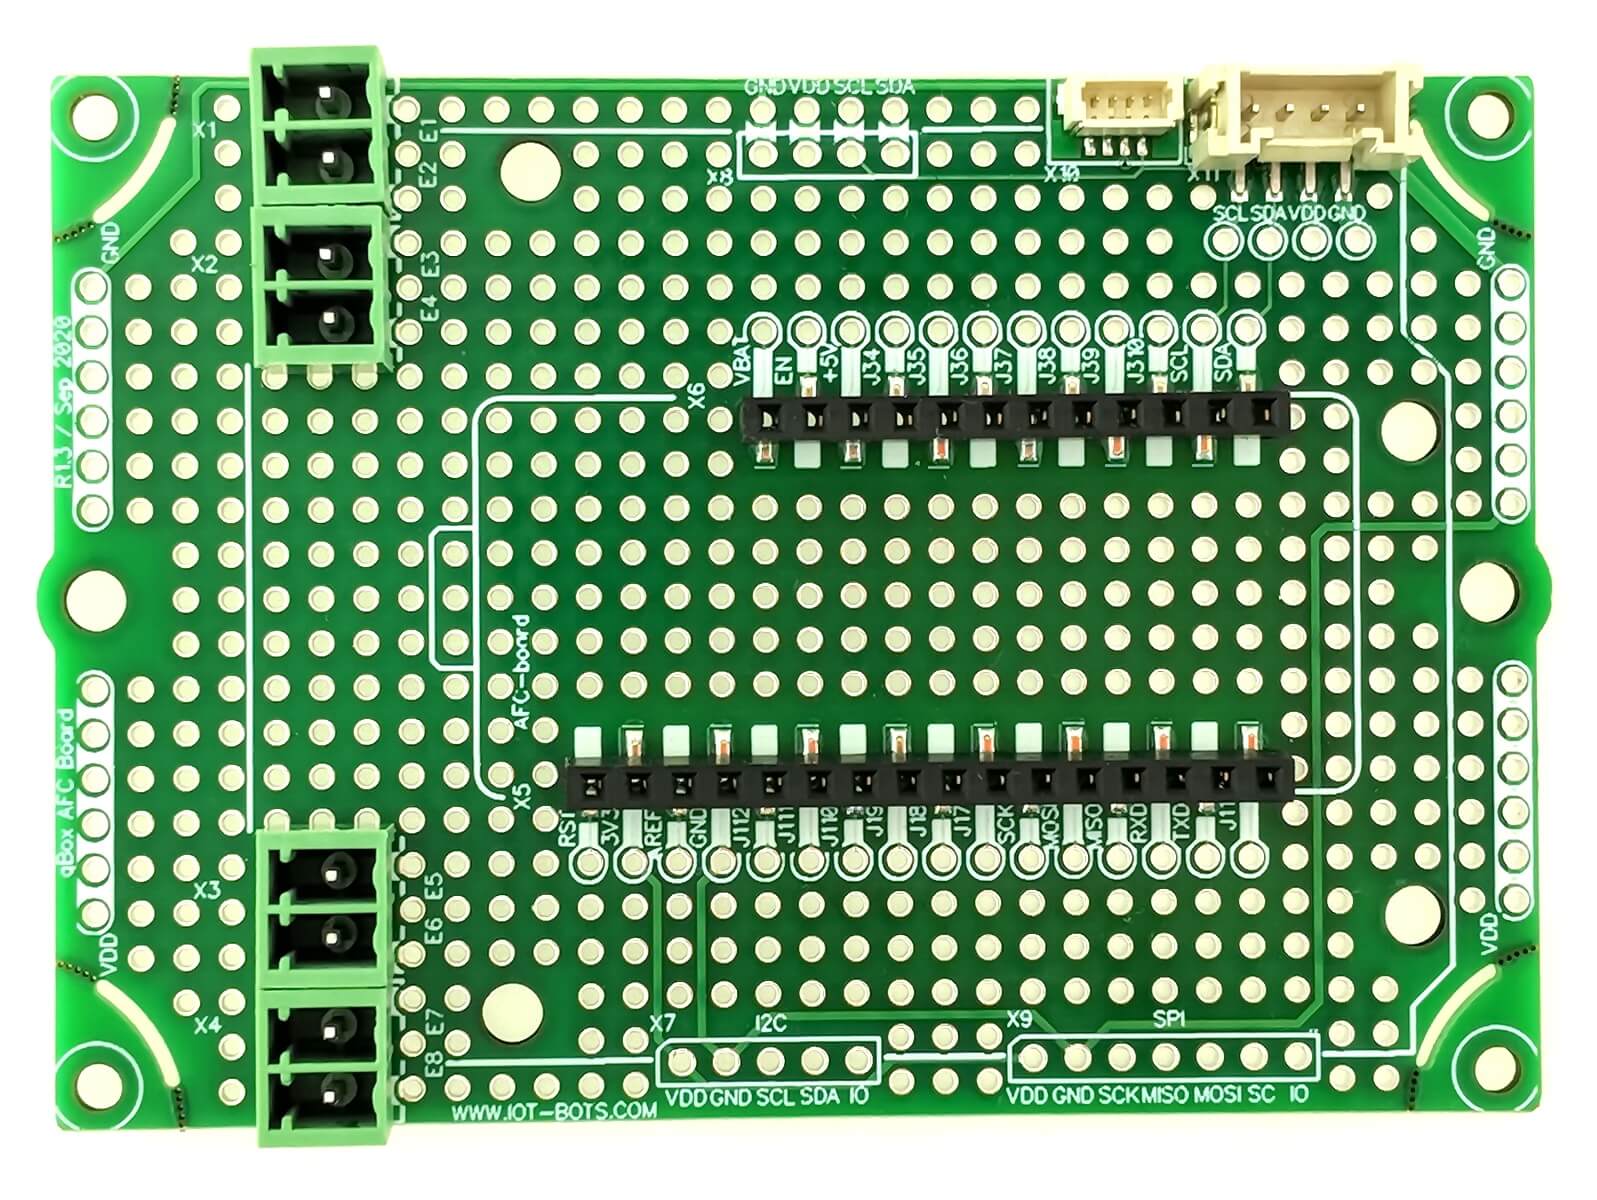 GND VDD SCL SDA
X1
E1
E2
X8
X10
X11
SCL SDA VDD GND
GND
X2
E3
E4
GND
R1.3 / Sep 2020
VBAT EN +5V J34 J35 J36 J37 J38 J39 J310 SCL SDA
X6
AFC-board
X5
RST 3V3 AREF GND J112 J111 J110 J19 J18 J17 SCK MOSI MISO RXD TXD J11
qBox AFC Board
VDD
X3
E5
E6
VDD
X4
E7
E8
X7
I2C
X9
SPI
VDD GND SCL SDA IO
VDD GND SCK MISO MOSI SC IO
WWW.IOT-BOTS.COM